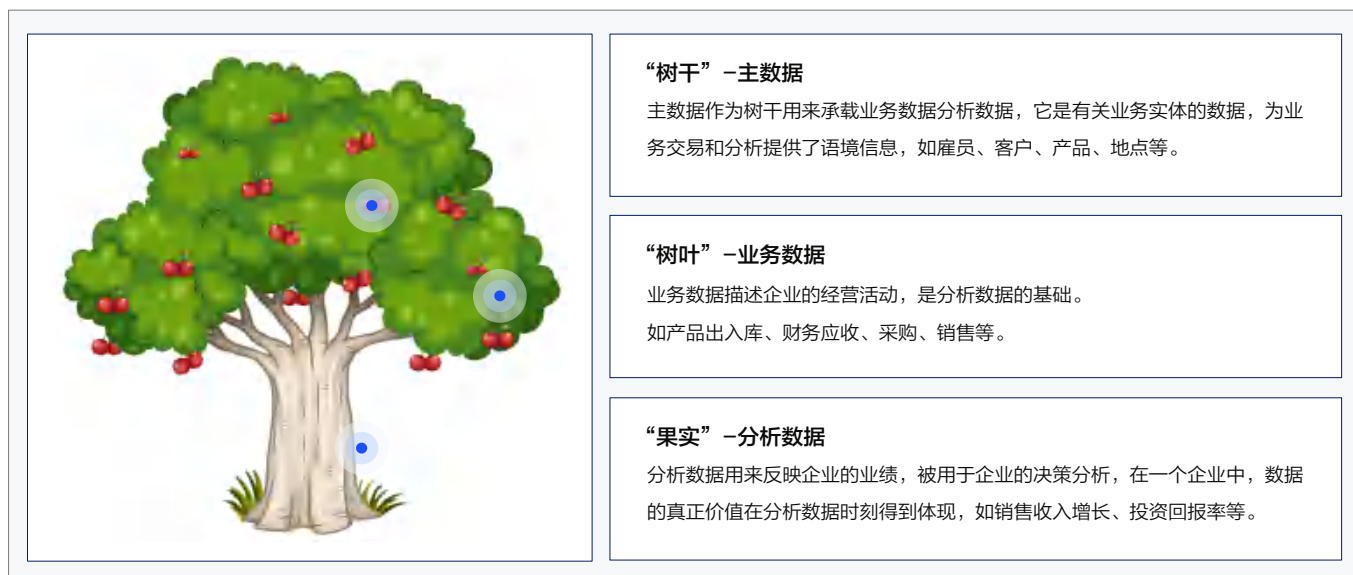 “树干”–主数据
主数据作为树干用来承载业务数据分析数据，它是有关业务实体的数据，为业
务交易和分析提供了语境信息，如雇员、客户、产品、地点等。
“树叶”–业务数据
业务数据描述企业的经营活动，是分析数据的基础。
如产品出入库、财务应收、采购、销售等。
“果实”–分析数据
分析数据用来反映企业的业绩，被用于企业的决策分析，在一个企业中，数据
的真正价值在分析数据时刻得到体现，如销售收入增长、投资回报率等。